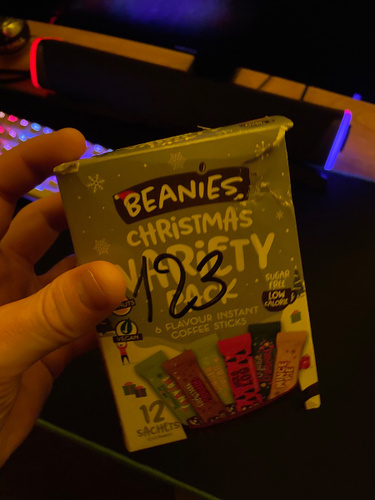 BEANIES
CHRISTMAS
VARIETY
PACK
123
6 FLAVOUR INSTANT
COFFEE STICKS
SUGAR
FREE
LOW
CALORIE
VEGAN
12
SACHETS